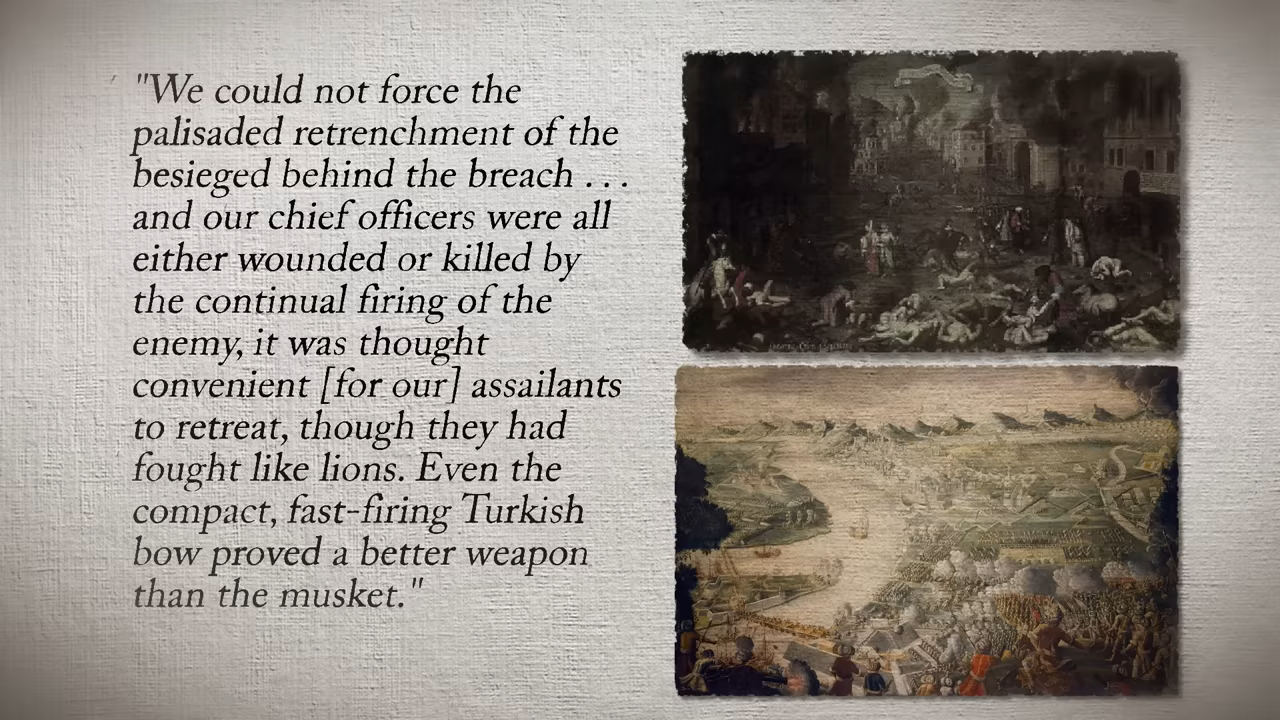 "We could not force the
palisaded retrenchment of the
besieged behind the breach . . .
and our chief officers were all
either wounded or killed by
the continual firing of the
enemy, it was thought
convenient [for our] assailants
to retreat, though they had
fought like lions. Even the
compact, fast-firing Turkish
bow proved a better weapon
than the musket."